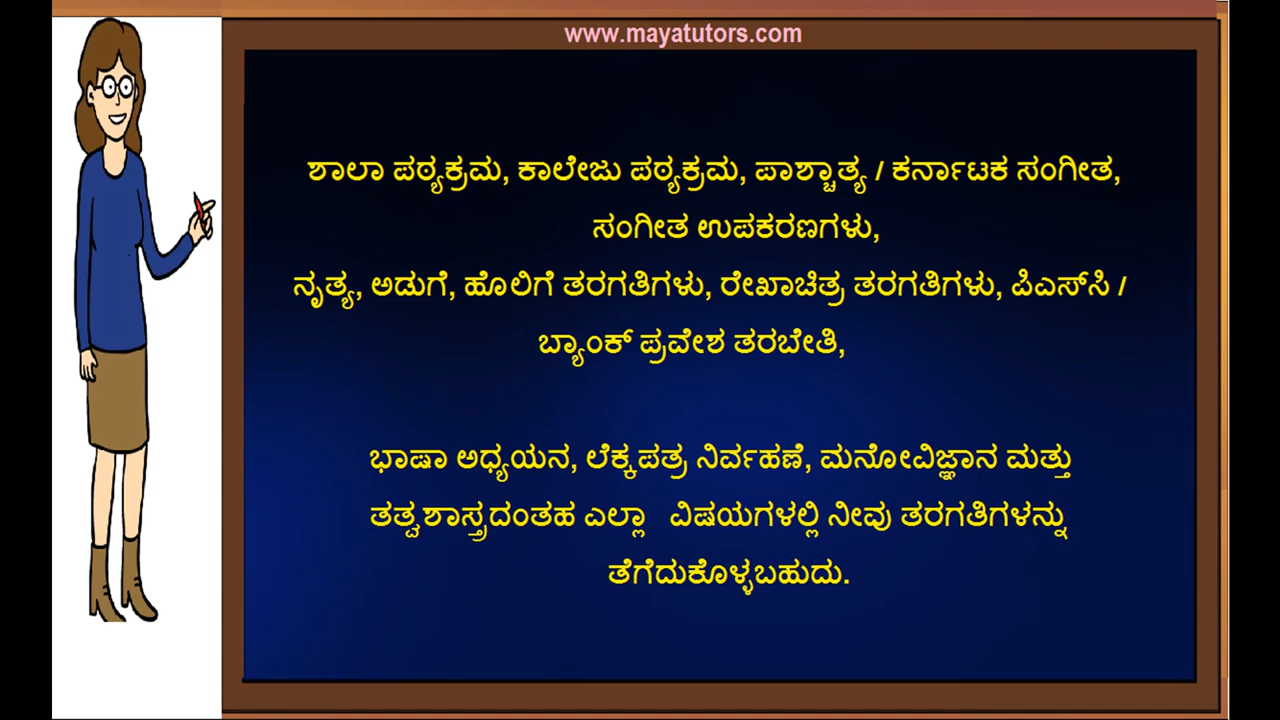 www.mayatutors.com
ಶಾಲಾ ಪಠ್ಯಕ್ರಮ, ಕಾಲೇಜು ಪಠ್ಯಕ್ರಮ, ಪಾಶ್ಚಾತ್ಯ / ಕರ್ನಾಟಕ ಸಂಗೀತ,
ಸಂಗೀತ ಉಪಕರಣಗಳು,
ನೃತ್ಯ, ಅಡುಗೆ, ಹೊಲಿಗೆ ತರಗತಿಗಳು, ರೇಖಾಚಿತ್ರ ತರಗತಿಗಳು, ಪಿಎಸ್‌ಸಿ /
ಬ್ಯಾಂಕ್ ಪ್ರವೇಶ ತರಬೇತಿ,
ಭಾಷಾ ಅಧ್ಯಯನ, ಲೆಕ್ಕಪತ್ರ ನಿರ್ವಹಣೆ, ಮನೋವಿಜ್ಞಾನ ಮತ್ತು
ತತ್ವಶಾಸ್ತ್ರದಂತಹ ಎಲ್ಲಾ ವಿಷಯಗಳಲ್ಲಿ ನೀವು ತರಗತಿಗಳನ್ನು
ತೆಗೆದುಕೊಳ್ಳಬಹುದು.